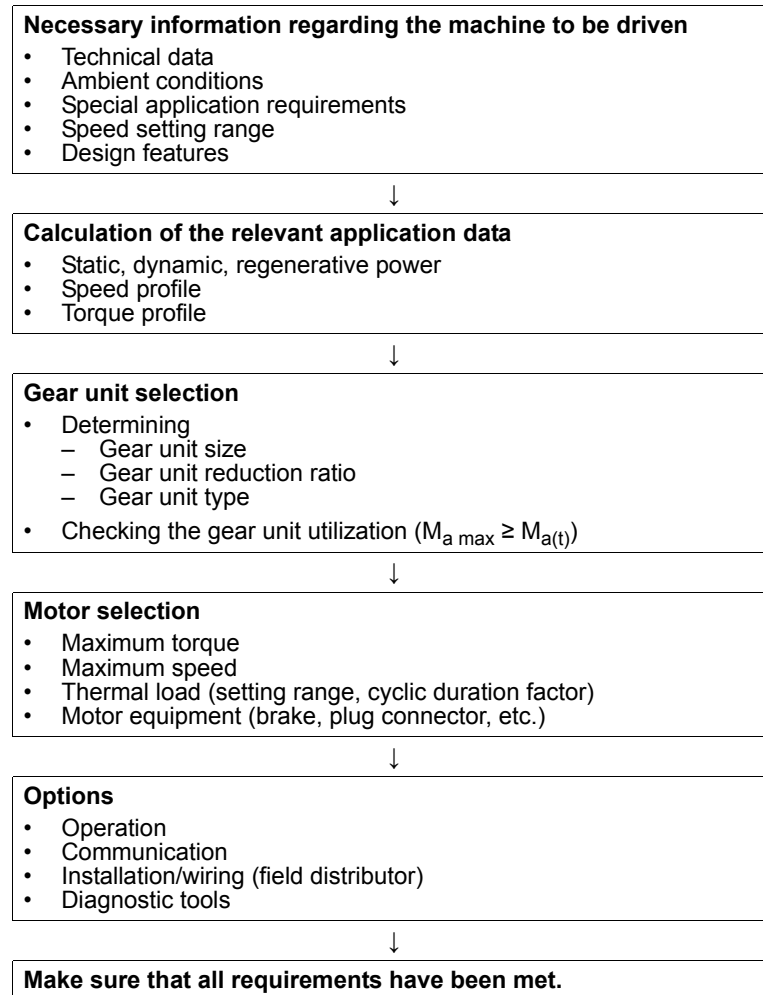 Necessary information regarding the machine to be driven
• Technical data
• Ambient conditions
• Special application requirements
• Speed setting range
• Design features
↓
Calculation of the relevant application data
• Static, dynamic, regenerative power
• Speed profile
• Torque profile
↓
Gear unit selection
• Determining
– Gear unit size
– Gear unit reduction ratio
– Gear unit type
• Checking the gear unit utilization (Ma max ≥ Ma(t))
↓
Motor selection
• Maximum torque
• Maximum speed
• Thermal load (setting range, cyclic duration factor)
• Motor equipment (brake, plug connector, etc.)
↓
Options
• Operation
• Communication
• Installation/wiring (field distributor)
• Diagnostic tools
↓
Make sure that all requirements have been met.